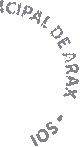 ICIPAL DE ARAX
IOS -